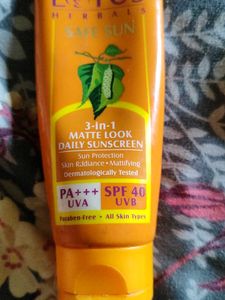 HERBALS
SAFE SUN
3-in-1
MATTE LOOK
DAILY SUNSCREEN
Sun Protection
Skin Radiance • Mattifying
Dermatologically Tested
PA+++ SPF 40
UVA UVB
Paraben-Free • All Skin Types